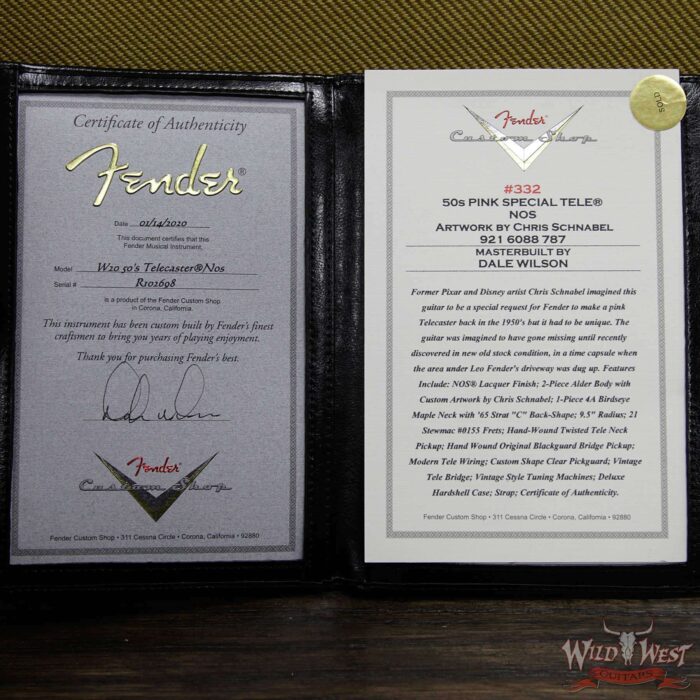 Certificate of Authenticity
Fender®
Date 01/14/2020
This document certifies that this
Fender Musical Instrument,
Model W20 50's Telecaster®Nos
Serial # R102698
is a product of the Fender Custom Shop
in Corona, California.
This instrument has been custom built by Fender's finest
craftsmen to bring you years of playing enjoyment.
Thank you for purchasing Fender's best.
Fender
Custom Shop
Fender Custom Shop • 311 Cessna Circle • Corona, California • 92880
SOLD
Fender
Custom Shop
#332
50s PINK SPECIAL TELE®
NOS
ARTWORK BY CHRIS SCHNABEL
921 6088 787
MASTERBUILT BY
DALE WILSON
Former Pixar and Disney artist Chris Schnabel imagined this
guitar to be a special request for Fender to make a pink
Telecaster back in the 1950's but it had to be unique. The
guitar was imagined to have gone missing until recently
discovered in new old stock condition, in a time capsule when
the area under Leo Fender's driveway was dug up. Features
Include: NOS® Lacquer Finish; 2-Piece Alder Body with
Custom Artwork by Chris Schnabel; 1-Piece 4A Birdseye
Maple Neck with '65 Strat "C" Back-Shape; 9.5" Radius; 21
Stewmac #0155 Frets; Hand-Wound Twisted Tele Neck
Pickup; Hand Wound Original Blackguard Bridge Pickup;
Modern Tele Wiring; Custom Shape Clear Pickguard; Vintage
Tele Bridge; Vintage Style Tuning Machines; Deluxe
Hardshell Case; Strap; Certificate of Authenticity.
Fender Custom Shop • 311 Cessna Circle • Corona, California • 92880
WILD WEST
GUITARS